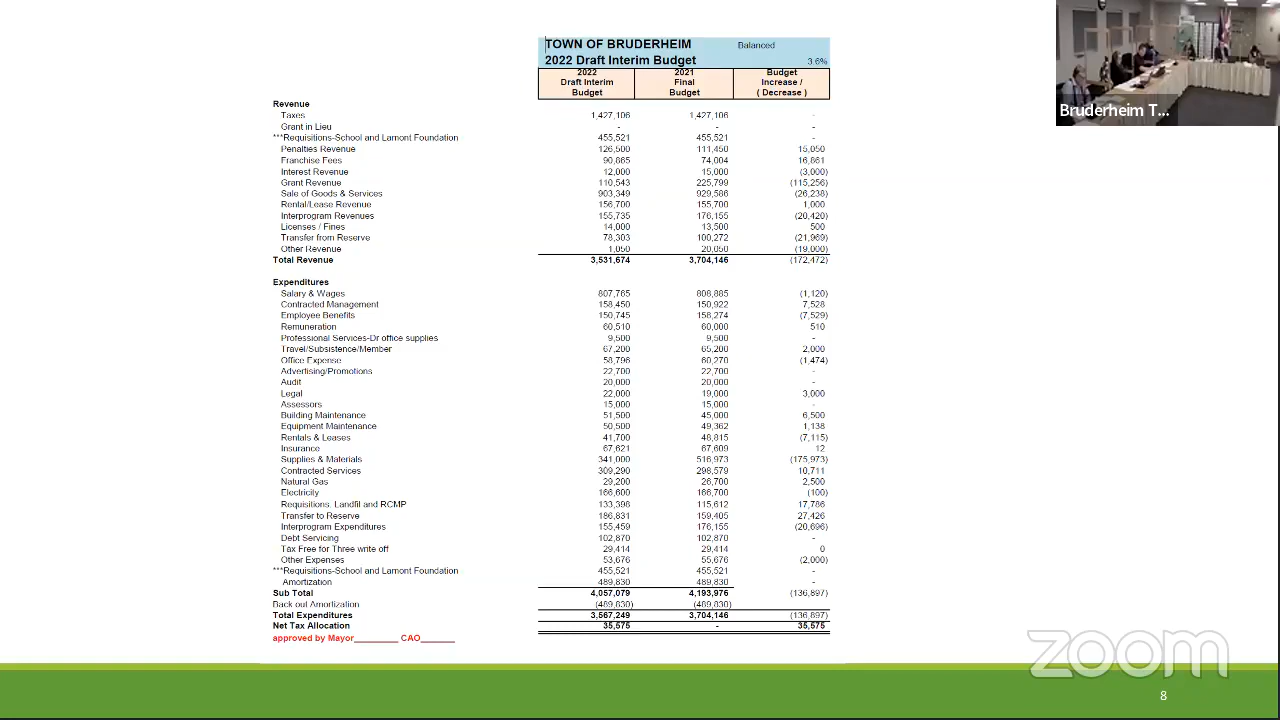 TOWN OF BRUDERHEIM Balanced
2022 Draft Interim Budget 3.6%
2022 Draft Interim Budget 2021 Final Budget Budget Increase / ( Decrease )
Revenue
Taxes 1,427,106 1,427,106 -
Grant in Lieu - - -
***Requisitions-School and Lamont Foundation 455,521 455,521 -
Penalties Revenue 126,500 111,450 15,050
Franchise Fees 90,865 74,004 16,861
Interest Revenue 12,000 15,000 (3,000)
Grant Revenue 110,543 225,799 (115,256)
Sale of Goods & Services 903,349 929,586 (26,238)
Rental/Lease Revenue 156,700 155,700 1,000
Interprogram Revenues 155,735 176,155 (20,420)
Licenses / Fines 14,000 13,500 500
Transfer from Reserve 78,303 100,272 (21,969)
Other Revenue 1,050 20,050 (19,000)
Total Revenue 3,531,674 3,704,146 (172,472)
Expenditures
Salary & Wages 807,765 808,885 (1,120)
Contracted Management 158,450 150,922 7,528
Employee Benefits 150,745 158,274 (7,529)
Remuneration 60,510 60,000 510
Professional Services-Dr office supplies 9,500 9,500 -
Travel/Subsistence/Member 67,200 65,200 2,000
Office Expense 58,796 60,270 (1,474)
Advertising/Promotions 22,700 22,700 -
Audit 20,000 20,000 -
Legal 22,000 19,000 3,000
Assessors 15,000 15,000 -
Building Maintenance 51,500 45,000 6,500
Equipment Maintenance 50,500 49,362 1,138
Rentals & Leases 41,700 48,815 (7,115)
Insurance 67,621 67,609 12
Supplies & Materials 341,000 516,973 (175,973)
Contracted Services 309,290 298,579 10,711
Natural Gas 29,200 26,700 2,500
Electricity 166,600 166,700 (100)
Requisitions: Landfil and RCMP 133,398 115,612 17,786
Transfer to Reserve 186,831 159,405 27,426
Interprogram Expenditures 155,459 176,155 (20,696)
Debt Servicing 102,870 102,870 -
Tax Free for Three write off 29,414 29,414 0
Other Expenses 53,676 55,676 (2,000)
***Requisitions-School and Lamont Foundation 455,521 455,521 -
Amortization 489,830 489,830 -
Sub Total 4,057,079 4,193,976 (136,897)
Back out Amortization (489,830) (489,830)
Total Expenditures 3,567,249 3,704,146 (136,897)
Net Tax Allocation 35,575 - 35,575
approved by Mayor_________ CAO_______
Bruderheim T...
zoom
8